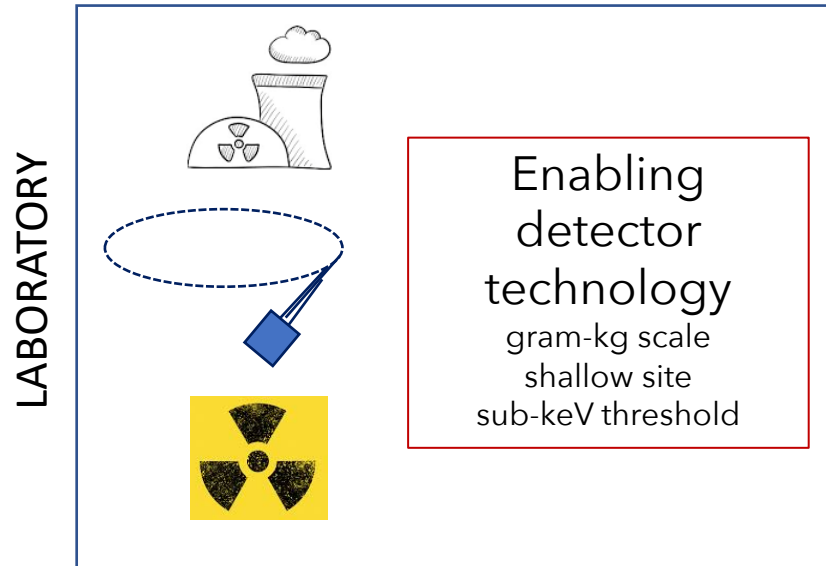 LABORATORY
Enabling
detector
technology
gram-kg scale
shallow site
sub-keV threshold